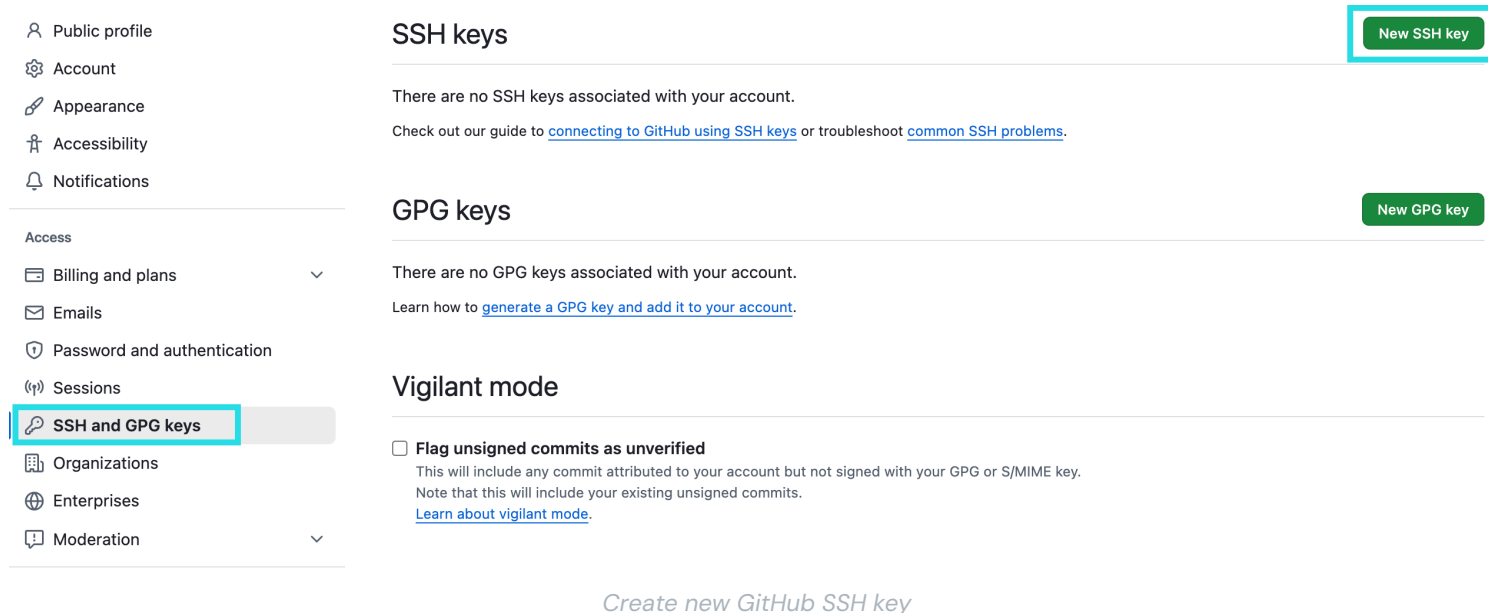 Public profile
Account
Appearance
Accessibility
Notifications
Access
Billing and plans
Emails
Password and authentication
Sessions
SSH and GPG keys
Organizations
Enterprises
Moderation
SSH keys
New SSH key
There are no SSH keys associated with your account.
Check out our guide to connecting to GitHub using SSH keys or troubleshoot common SSH problems.
GPG keys
New GPG key
There are no GPG keys associated with your account.
Learn how to generate a GPG key and add it to your account.
Vigilant mode
Flag unsigned commits as unverified
This will include any commit attributed to your account but not signed with your GPG or S/MIME key.
Note that this will include your existing unsigned commits.
Learn about vigilant mode.
Create new GitHub SSH key